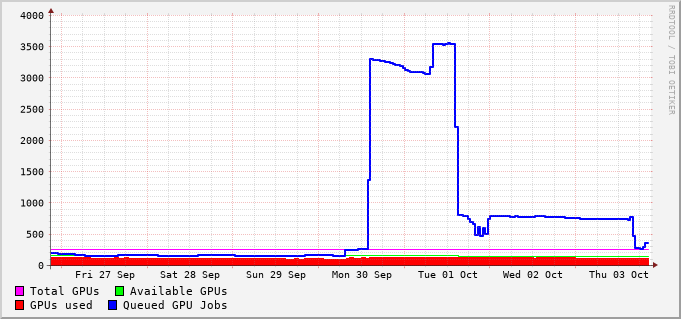 4000
3500
3000
2500
2000
1500
1000
500
0
Fri 27 Sep Sat 28 Sep Sun 29 Sep Mon 30 Sep Tue 01 Oct Wed 02 Oct Thu 03 Oct
Total GPUs Available GPUs
GPUs used Queued GPU Jobs
RRDTOOL / TOBI OETIKER